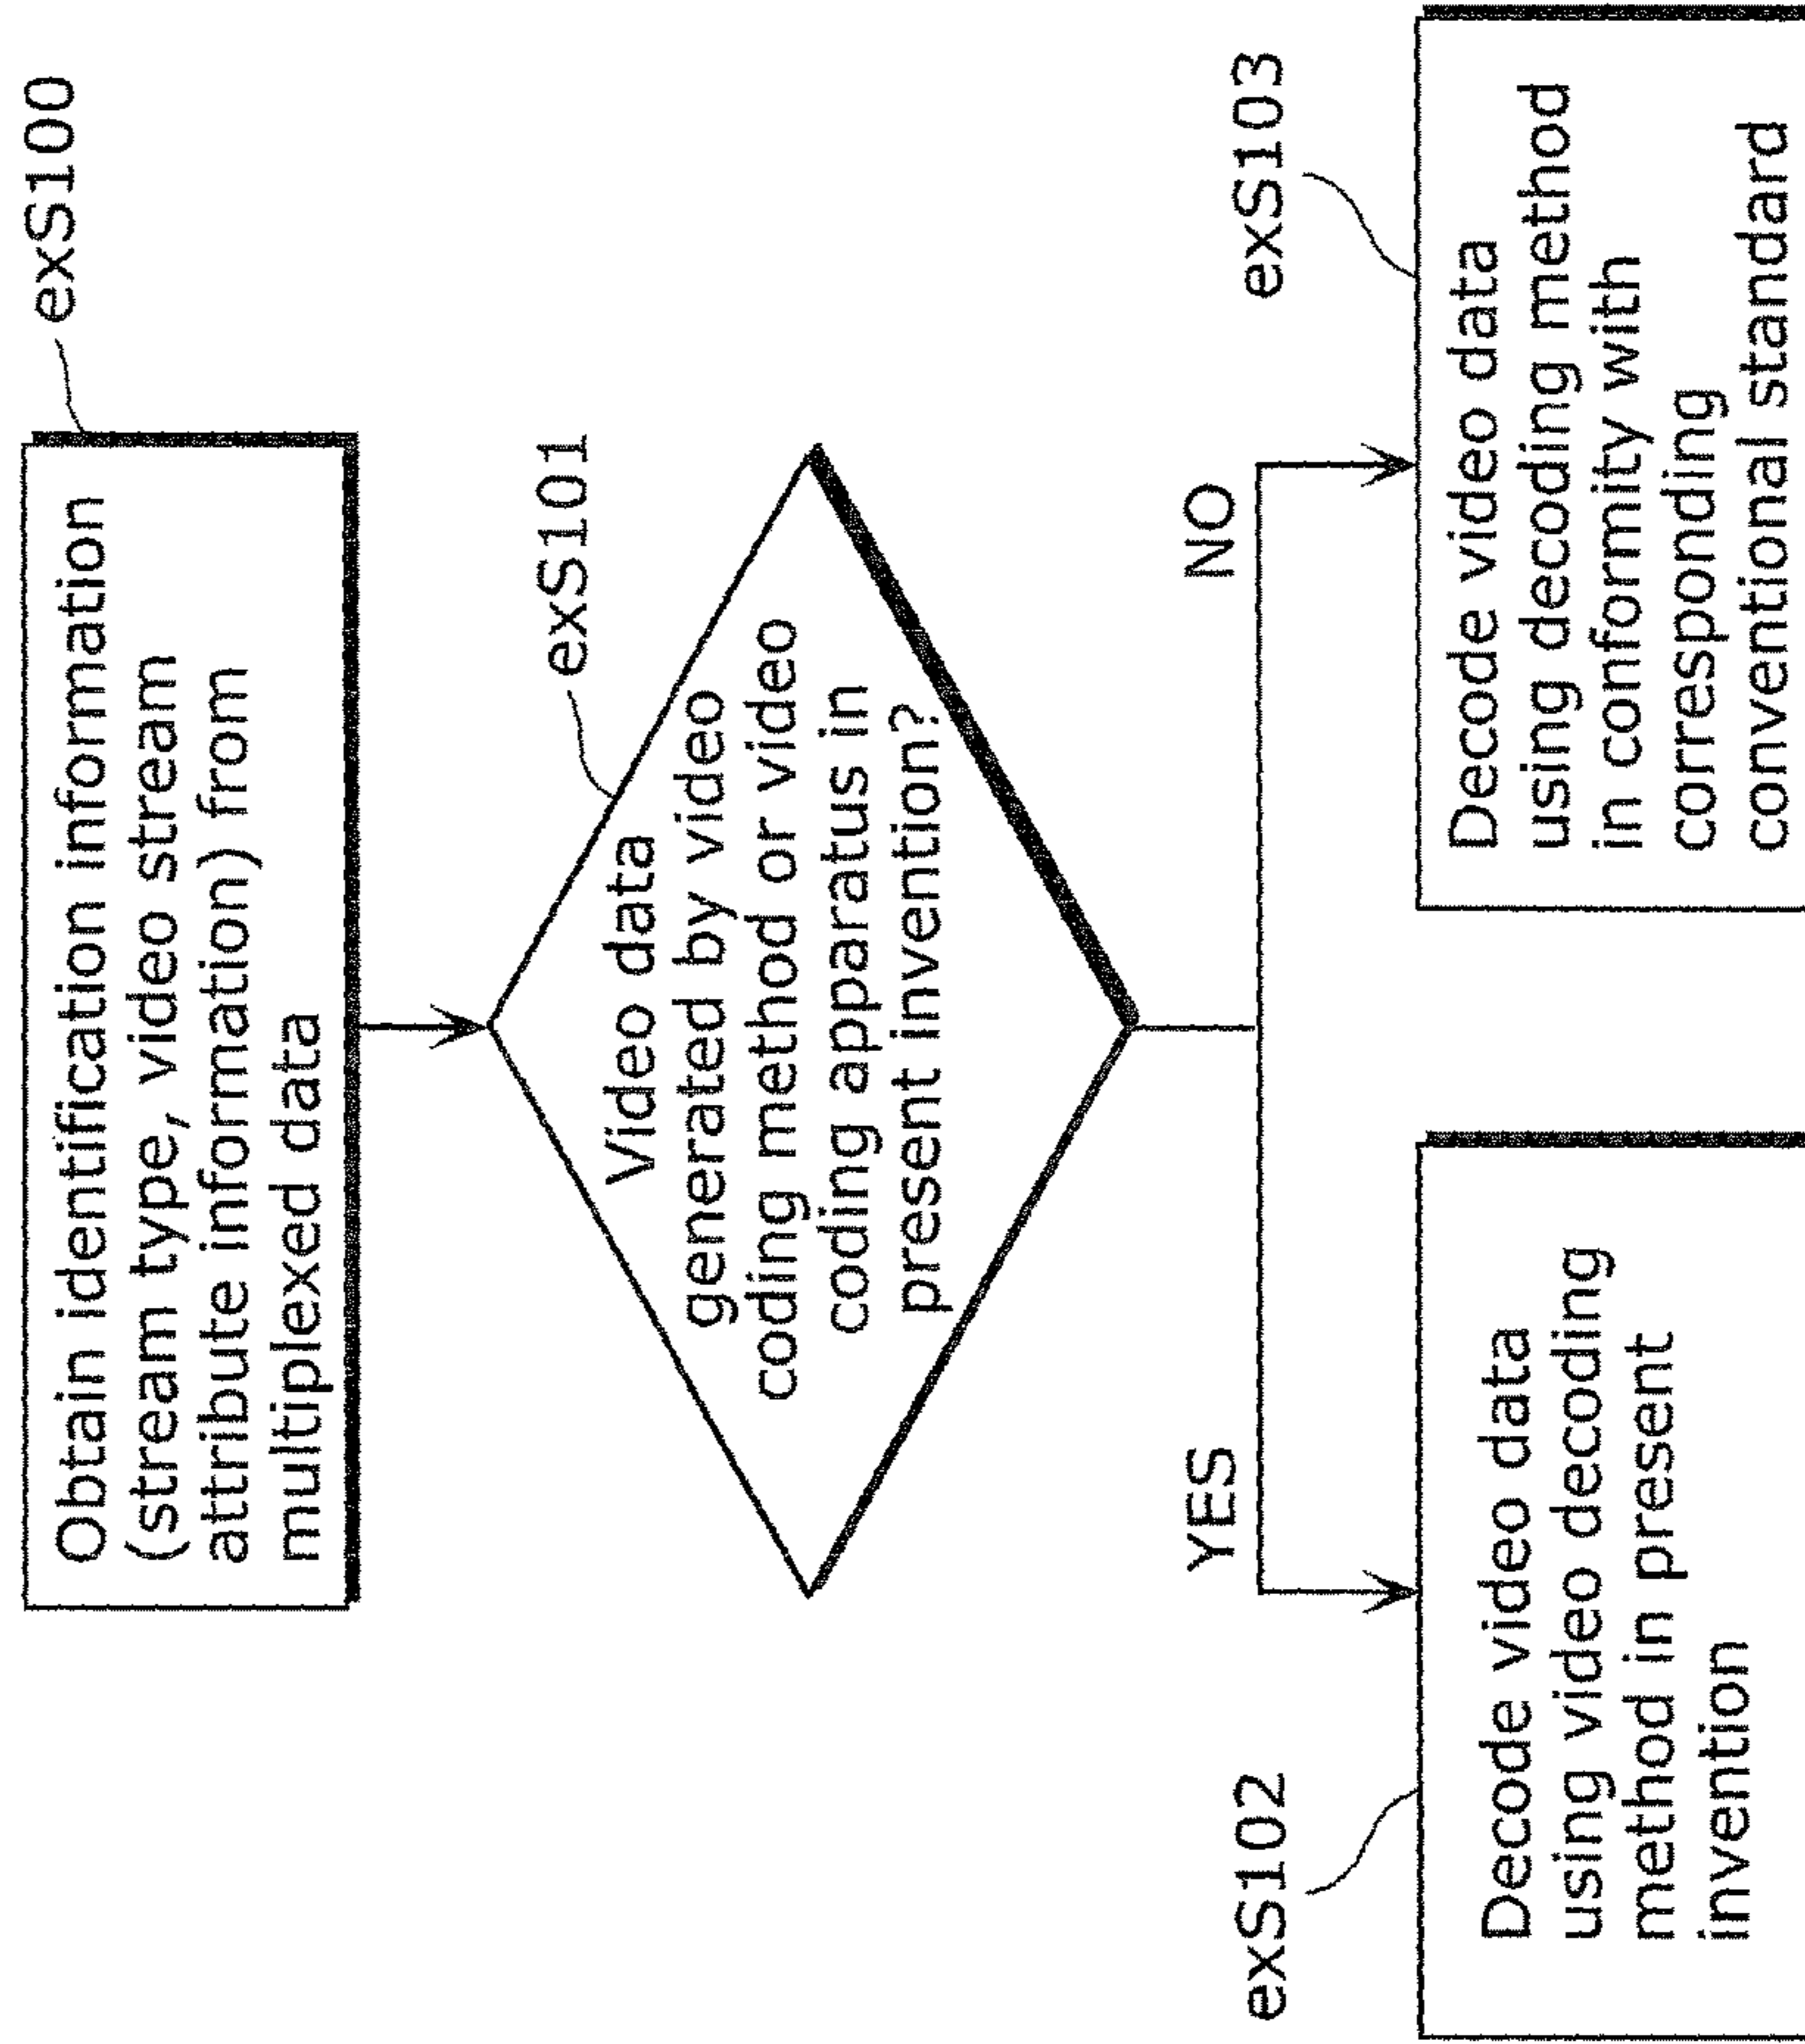 exS100
Obtain identification information
(stream type, video stream
attribute information) from
multiplexed data
exS101
Video data
generated by video
coding method or video
coding apparatus in
present invention?
YES
NO
exS102
Decode video data
using video decoding
method in present
invention
exS103
Decode video data
using decoding method
in conformity with
corresponding
conventional standard